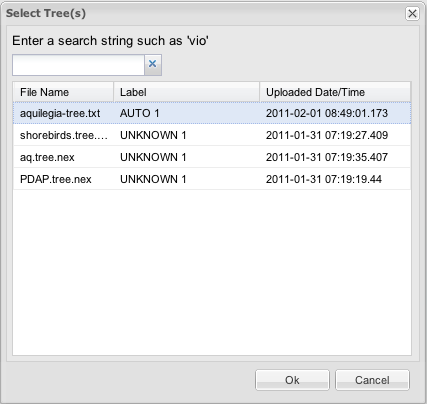 Select Tree(s)
Enter a search string such as 'vio'
File Name Label Uploaded Date/Time
aquilegia-tree.txt AUTO 1 2011-02-01 08:49:01.173
shorebirds.tree.... UNKNOWN 1 2011-01-31 07:19:27.409
aq.tree.nex UNKNOWN 1 2011-01-31 07:19:35.407
PDAP.tree.nex UNKNOWN 1 2011-01-31 07:19:19.44
Ok Cancel